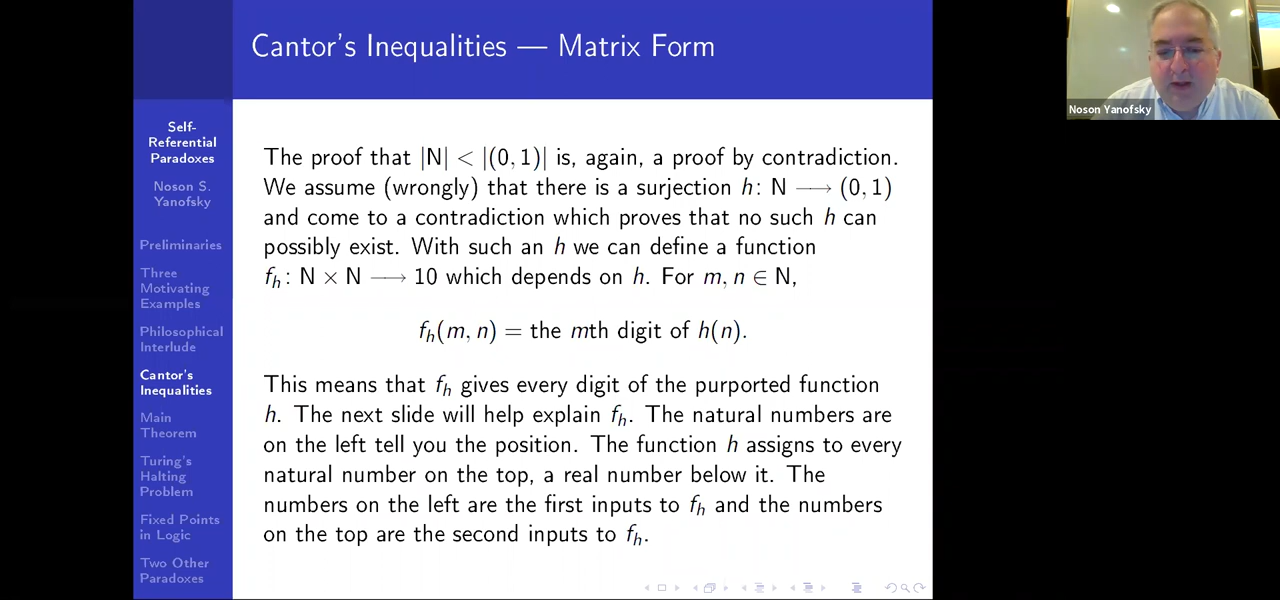 Cantor's Inequalities — Matrix Form
Self-
Referential
Paradoxes
Noson S.
Yanofsky
Preliminaries
Three
Motivating
Examples
Philosophical
Interlude
Cantor's
Inequalities
Main
Theorem
Turing's
Halting
Problem
Fixed Points
in Logic
Two Other
Paradoxes
The proof that |N| < |(0, 1)| is, again, a proof by contradiction.
We assume (wrongly) that there is a surjection h: N ⟶ (0, 1)
and come to a contradiction which proves that no such h can
possibly exist. With such an h we can define a function
f_h: N × N ⟶ 10 which depends on h. For m, n ∈ N,
f_h(m, n) = the mth digit of h(n).
This means that f_h gives every digit of the purported function
h. The next slide will help explain f_h. The natural numbers are
on the left tell you the position. The function h assigns to every
natural number on the top, a real number below it. The
numbers on the left are the first inputs to f_h and the numbers
on the top are the second inputs to f_h.
Noson Yanofsky